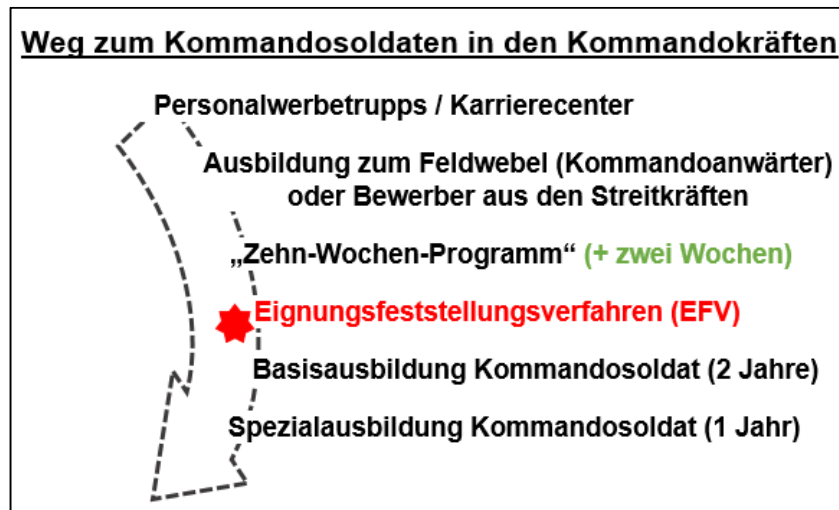 Weg zum Kommandosoldaten in den Kommandokräften
Personalwerbetrupps / Karrierecenter
Ausbildung zum Feldwebel (Kommandoanwärter)
oder Bewerber aus den Streitkräften
„Zehn-Wochen-Programm“ (+ zwei Wochen)
Eignungsfeststellungsverfahren (EFV)
Basisausbildung Kommandosoldat (2 Jahre)
Spezialausbildung Kommandosoldat (1 Jahr)